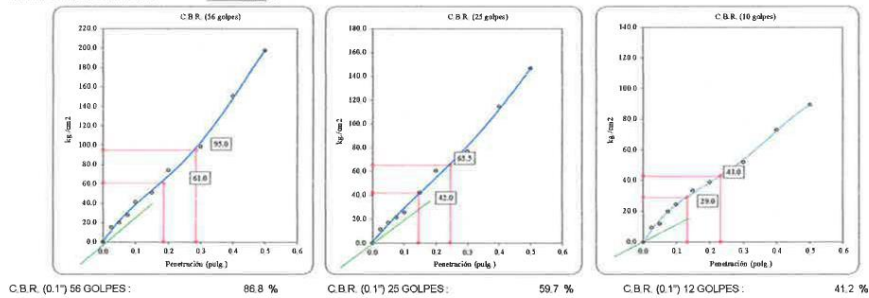 C.B.R. (56 golpes)
220.0
200.0
180.0
160.0
140.0
120.0
100.0
80.0
60.0
40.0
20.0
0.0
kg./cm2
95.0
61.0
0.0 0.1 0.2 0.3 0.4 0.5 0.6
Penetración (pulg.)
C.B.R. (0.1") 56 GOLPES : 86.8 %
C.B.R. (25 golpes)
180.0
160.0
140.0
120.0
100.0
80.0
60.0
40.0
20.0
0.0
kg./cm2
65.5
42.0
0.0 0.1 0.2 0.3 0.4 0.5 0.6
Penetración (pulg.)
C.B.R. (0.1") 25 GOLPES : 59.7 %
C.B.R. (10 golpes)
140.0
120.0
100.0
80.0
60.0
40.0
20.0
0.0
kg./cm2
43.0
29.0
0.0 0.1 0.2 0.3 0.4 0.5 0.6
Penetración (pulg.)
C.B.R. (0.1") 12 GOLPES : 41.2 %